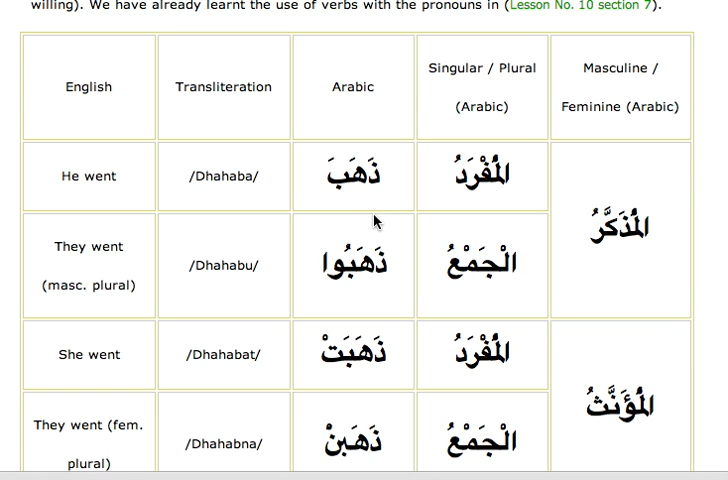 willing). We have already learnt the use of verbs with the pronouns in (Lesson No. 10 section 7).
English Transliteration Arabic Singular / Plural (Arabic) Masculine / Feminine (Arabic)
He went /Dhahaba/ ذَهَبَ الْمُفْرَدُ
الْمُذَكَّرُ
They went (masc. plural) /Dhahabu/ ذَهَبُوا الْجَمْعُ
She went /Dhahabat/ ذَهَبَتْ الْمُفْرَدُ
الْمُؤَنَّثُ
They went (fem. plural) /Dhahabna/ ذَهَبنْ الْجَمْعُ